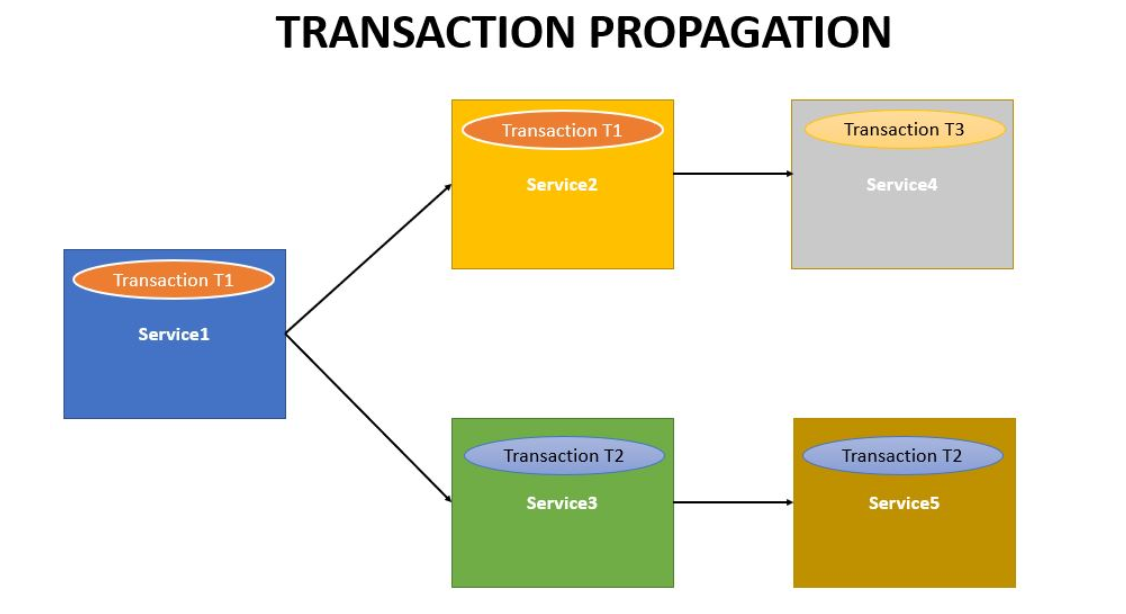 TRANSACTION PROPAGATION
Transaction T1
Service1
Transaction T1
Service2
Transaction T3
Service4
Transaction T2
Service3
Transaction T2
Service5